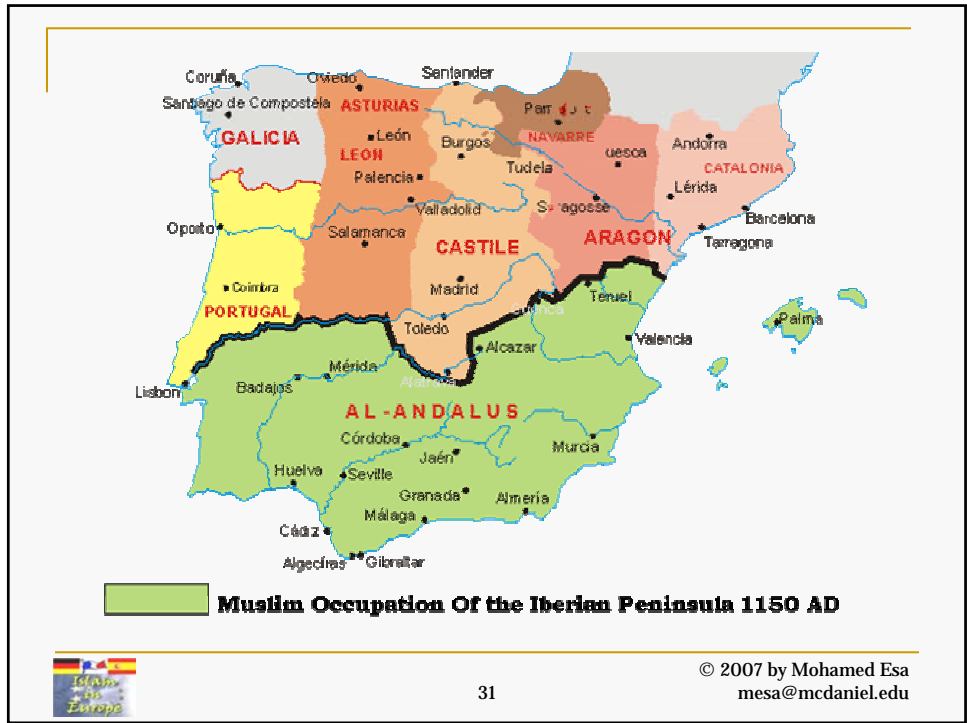 Coruña
Oviedo
Santander
Santiago de Compostela
ASTURIAS
GALICIA
León
LEON
Burgos
NAVARRE
Andorra
CATALONIA
Tudela
Palencia
Lérida
Valladolid
Barcelona
Oporto
Salamanca
CASTILE
ARAGON
Tarragona
Coimbra
Madrid
Teruel
PORTUGAL
Toledo
Palma
Alcazar
Valencia
Mérida
Lisbon
Badajos
AL-ANDALUS
Córdoba
Murcia
Jaén
Huelva
Seville
Granada
Almería
Málaga
Cádiz
Algeciras
Gibraltar
Muslim Occupation Of the Iberian Peninsula 1150 AD
Islam
in
Europe
31
© 2007 by Mohamed Esa
mesa@mcdaniel.edu